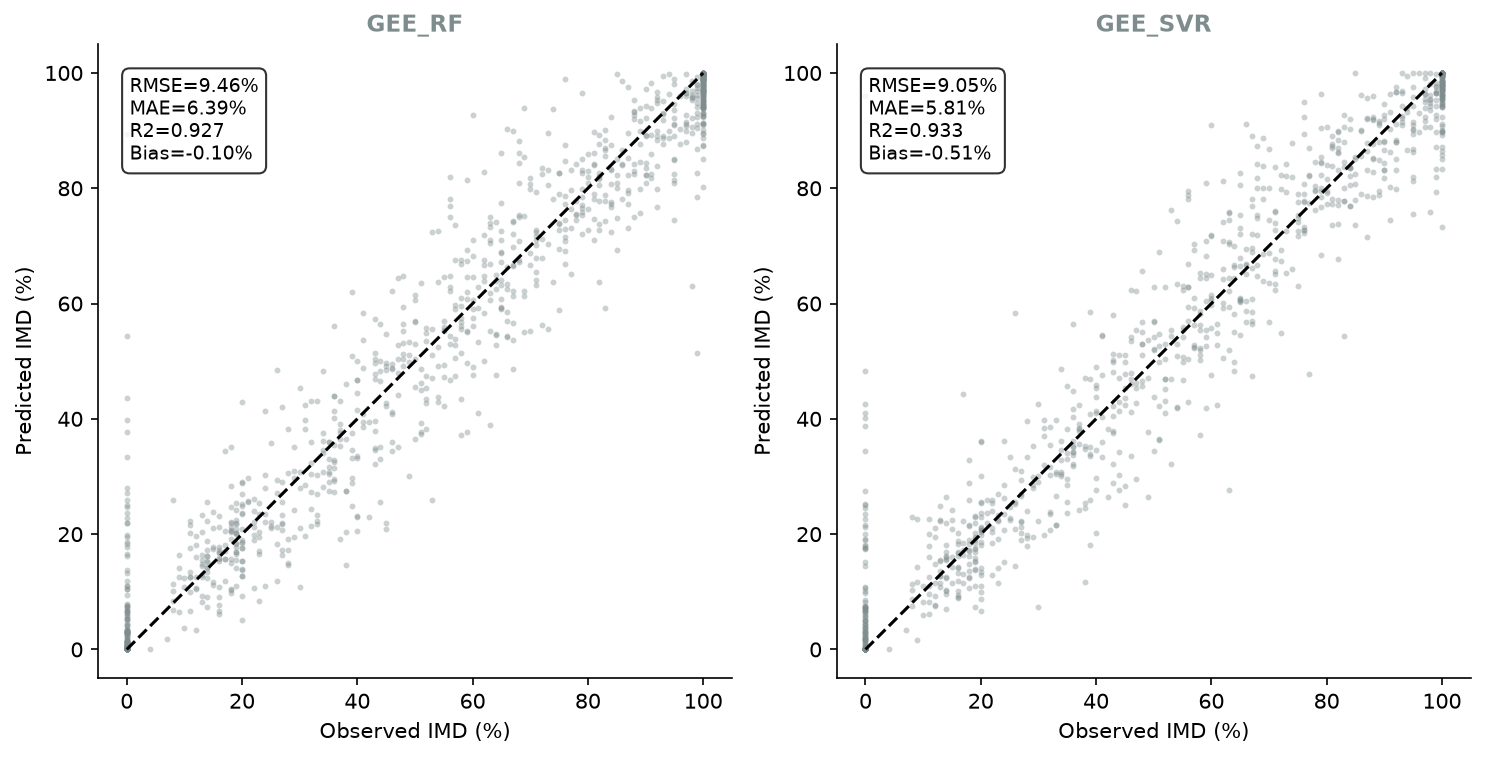 GEE_RF
RMSE=9.46%
MAE=6.39%
R2=0.927
Bias=-0.10%
100
80
60
40
20
0
Predicted IMD (%)
0 20 40 60 80 100
Observed IMD (%)
GEE_SVR
RMSE=9.05%
MAE=5.81%
R2=0.933
Bias=-0.51%
100
80
60
40
20
0
Predicted IMD (%)
0 20 40 60 80 100
Observed IMD (%)